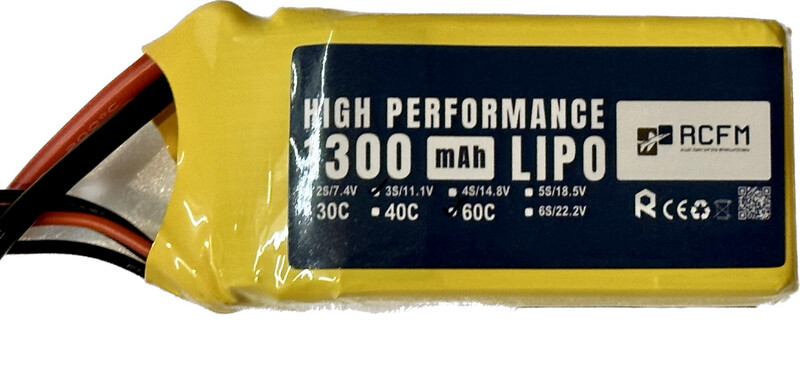 HIGH PERFORMANCE
1300 mAh LIPO
2S/7.4V 3S/11.1V 4S/14.8V 5S/18.5V
30C 40C 60C 6S/22.2V
RCFM
R CE